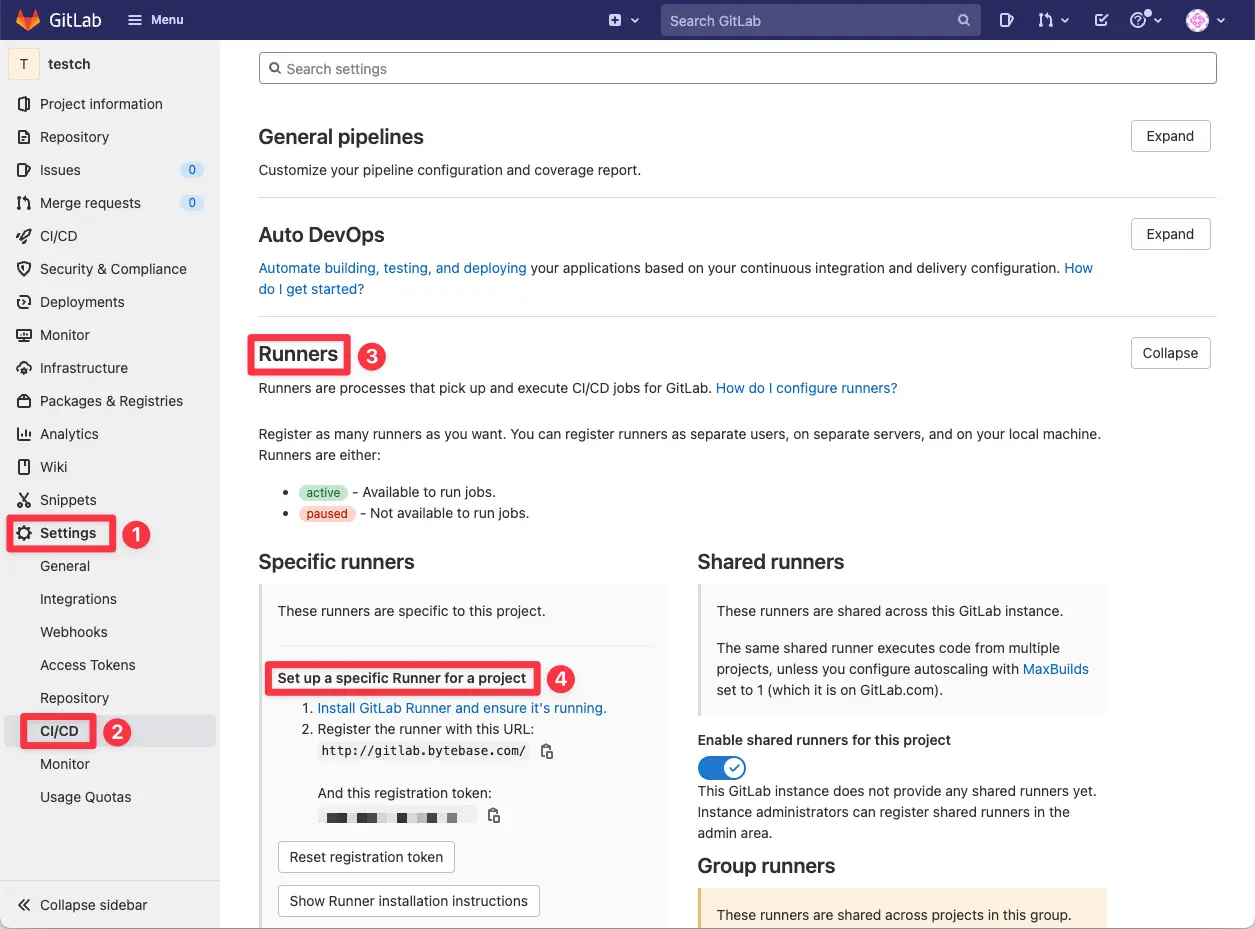 GitLab
Menu
Search GitLab
T
testch
Project information
Repository
Issues 0
Merge requests 0
CI/CD
Security & Compliance
Deployments
Monitor
Infrastructure
Packages & Registries
Analytics
Wiki
Snippets
Settings
1
General
Integrations
Webhooks
Access Tokens
Repository
CI/CD
2
Monitor
Usage Quotas
Collapse sidebar
Search settings
General pipelines
Expand
Customize your pipeline configuration and coverage report.
Auto DevOps
Expand
Automate building, testing, and deploying your applications based on your continuous integration and delivery configuration. How
do I get started?
Runners
3
Collapse
Runners are processes that pick up and execute CI/CD jobs for GitLab. How do I configure runners?
Register as many runners as you want. You can register runners as separate users, on separate servers, and on your local machine.
Runners are either:
• active - Available to run jobs.
• paused - Not available to run jobs.
Specific runners
These runners are specific to this project.
Set up a specific Runner for a project
4
1. Install GitLab Runner and ensure it's running.
2. Register the runner with this URL:
http://gitlab.bytebase.com/
And this registration token:
Reset registration token
Show Runner installation instructions
Shared runners
These runners are shared across this GitLab instance.
The same shared runner executes code from multiple
projects, unless you configure autoscaling with MaxBuilds
set to 1 (which it is on GitLab.com).
Enable shared runners for this project
This GitLab instance does not provide any shared runners yet.
Instance administrators can register shared runners in the
admin area.
Group runners
These runners are shared across projects in this group.